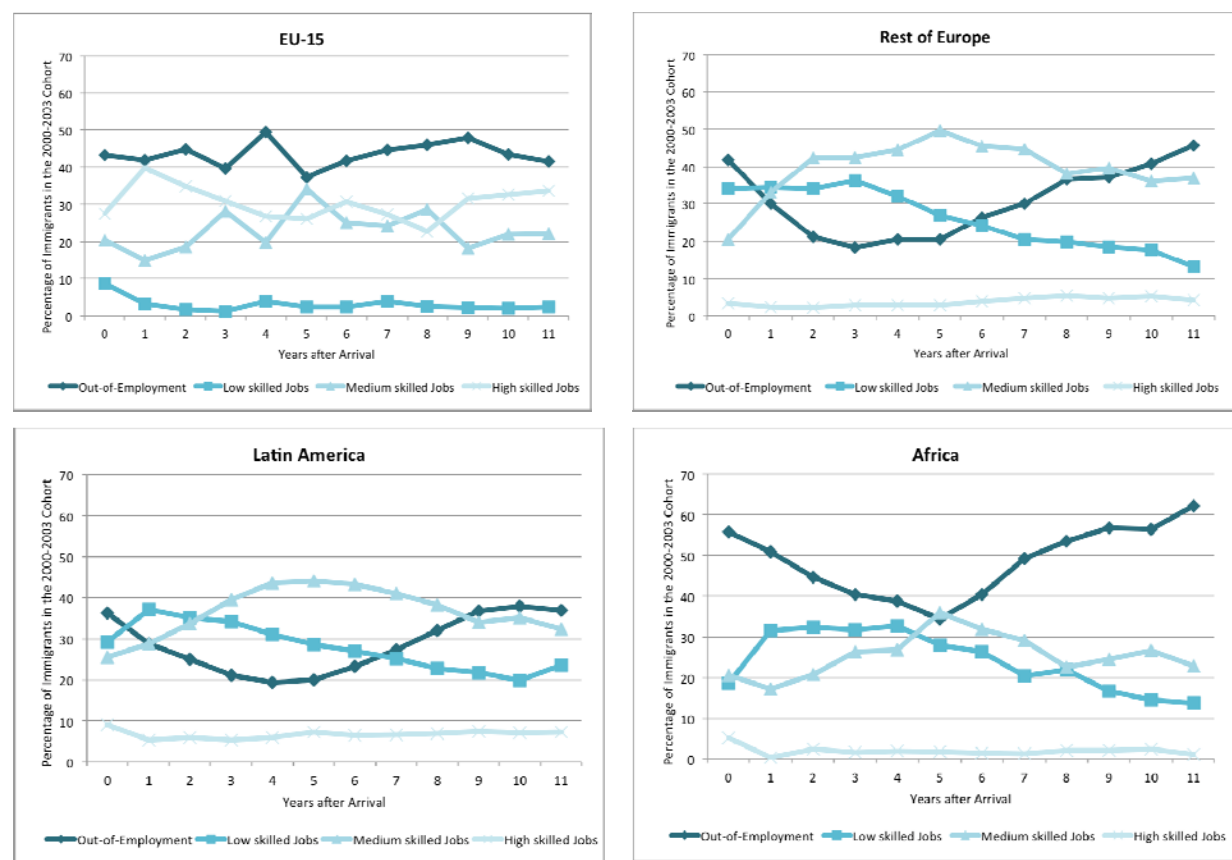 EU-15
Percentage of Immigrants in the 2000-2003 Cohort
70
60
50
40
30
20
10
0
0 1 2 3 4 5 6 7 8 9 10 11
Years after Arrival
Out-of-Employment Low skilled Jobs Medium skilled Jobs High skilled Jobs
Rest of Europe
Percentage of Immigrants in the 2000-2003 Cohort
70
60
50
40
30
20
10
0
0 1 2 3 4 5 6 7 8 9 10 11
Years after Arrival
Out-of-Employment Low skilled Jobs Medium skilled Jobs High skilled Jobs
Latin America
Percentage of Immigrants in the 2000-2003 Cohort
70
60
50
40
30
20
10
0
0 1 2 3 4 5 6 7 8 9 10 11
Years after Arrival
Out-of-Employment Low skilled Jobs Medium skilled Jobs High skilled Jobs
Africa
Percentage of Immigrants in the 2000-2003 Cohort
70
60
50
40
30
20
10
0
0 1 2 3 4 5 6 7 8 9 10 11
Years after Arrival
Out-of-Employment Low skilled Jobs Medium skilled Jobs High skilled Jobs